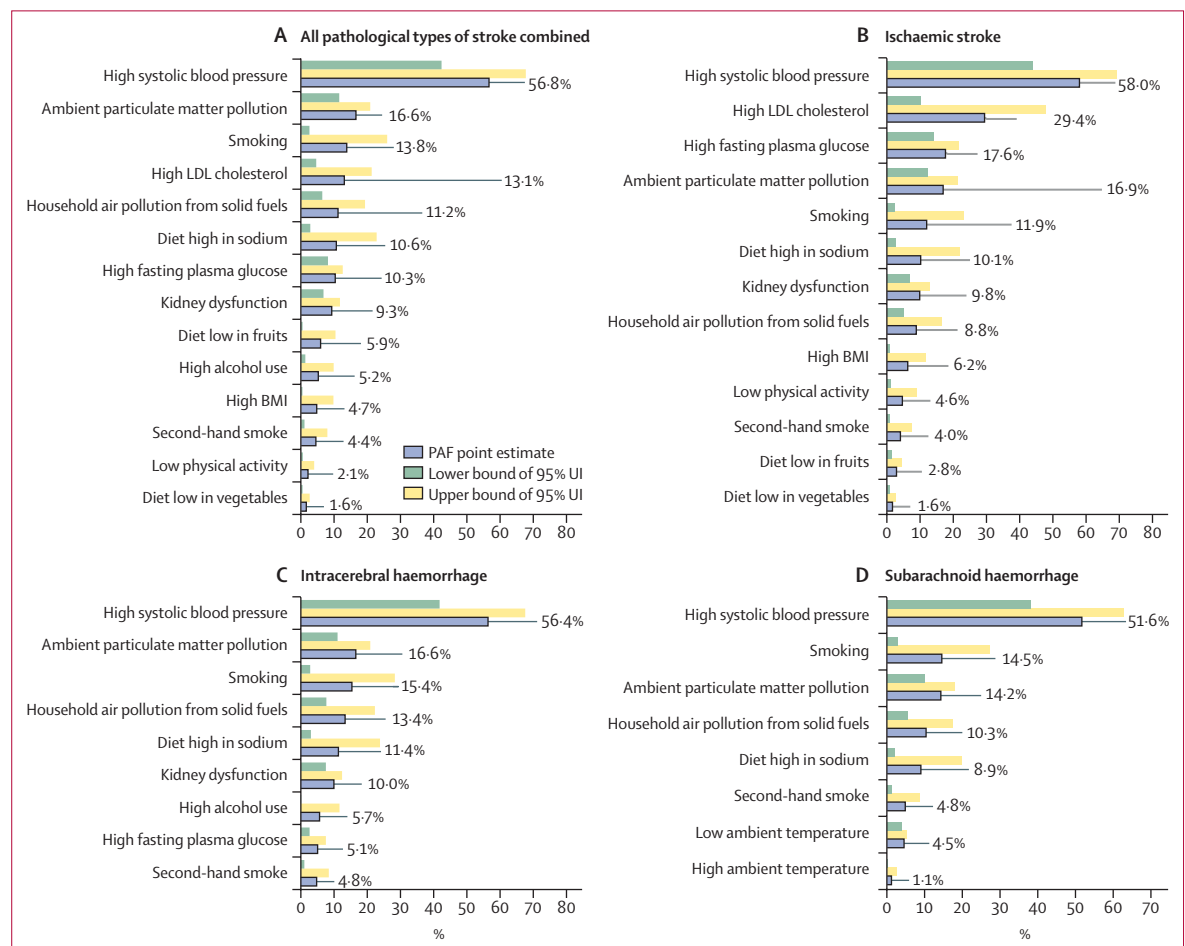 A All pathological types of stroke combined
High systolic blood pressure 56·8%
Ambient particulate matter pollution 16·6%
Smoking 13·8%
High LDL cholesterol 13·1%
Household air pollution from solid fuels 11·2%
Diet high in sodium 10·6%
High fasting plasma glucose 10·3%
Kidney dysfunction 9·3%
Diet low in fruits 5·9%
High alcohol use 5·2%
High BMI 4·7%
Second-hand smoke 4·4%
Low physical activity 2·1%
Diet low in vegetables 1·6%
PAF point estimate
Lower bound of 95% UI
Upper bound of 95% UI
0 10 20 30 40 50 60 70 80
B Ischaemic stroke
High systolic blood pressure 58·0%
High LDL cholesterol 29·4%
High fasting plasma glucose 17·6%
Ambient particulate matter pollution 16·9%
Smoking 11·9%
Diet high in sodium 10·1%
Kidney dysfunction 9·8%
Household air pollution from solid fuels 8·8%
High BMI 6·2%
Low physical activity 4·6%
Second-hand smoke 4·0%
Diet low in fruits 2·8%
Diet low in vegetables 1·6%
0 10 20 30 40 50 60 70 80
C Intracerebral haemorrhage
High systolic blood pressure 56·4%
Ambient particulate matter pollution 16·6%
Smoking 15·4%
Household air pollution from solid fuels 13·4%
Diet high in sodium 11·4%
Kidney dysfunction 10·0%
High alcohol use 5·7%
High fasting plasma glucose 5·1%
Second-hand smoke 4·8%
0 10 20 30 40 50 60 70 80
%
D Subarachnoid haemorrhage
High systolic blood pressure 51·6%
Smoking 14·5%
Ambient particulate matter pollution 14·2%
Household air pollution from solid fuels 10·3%
Diet high in sodium 8·9%
Second-hand smoke 4·8%
Low ambient temperature 4·5%
High ambient temperature 1·1%
0 10 20 30 40 50 60 70
%